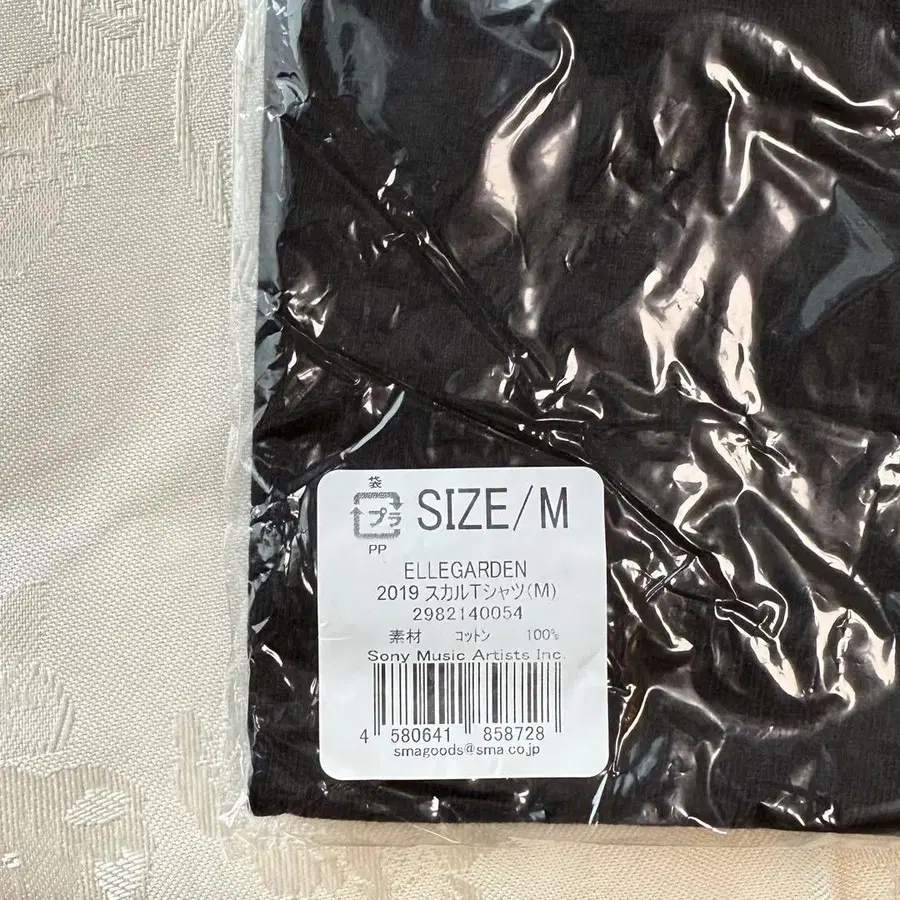 袋
プラ
PP
SIZE/M
ELLEGARDEN
2019 スカルTシャツ(M)
2982140054
素材 コットン 100%
Sony Music Artists Inc.
4 580641 858728
smagoods@sma.co.jp